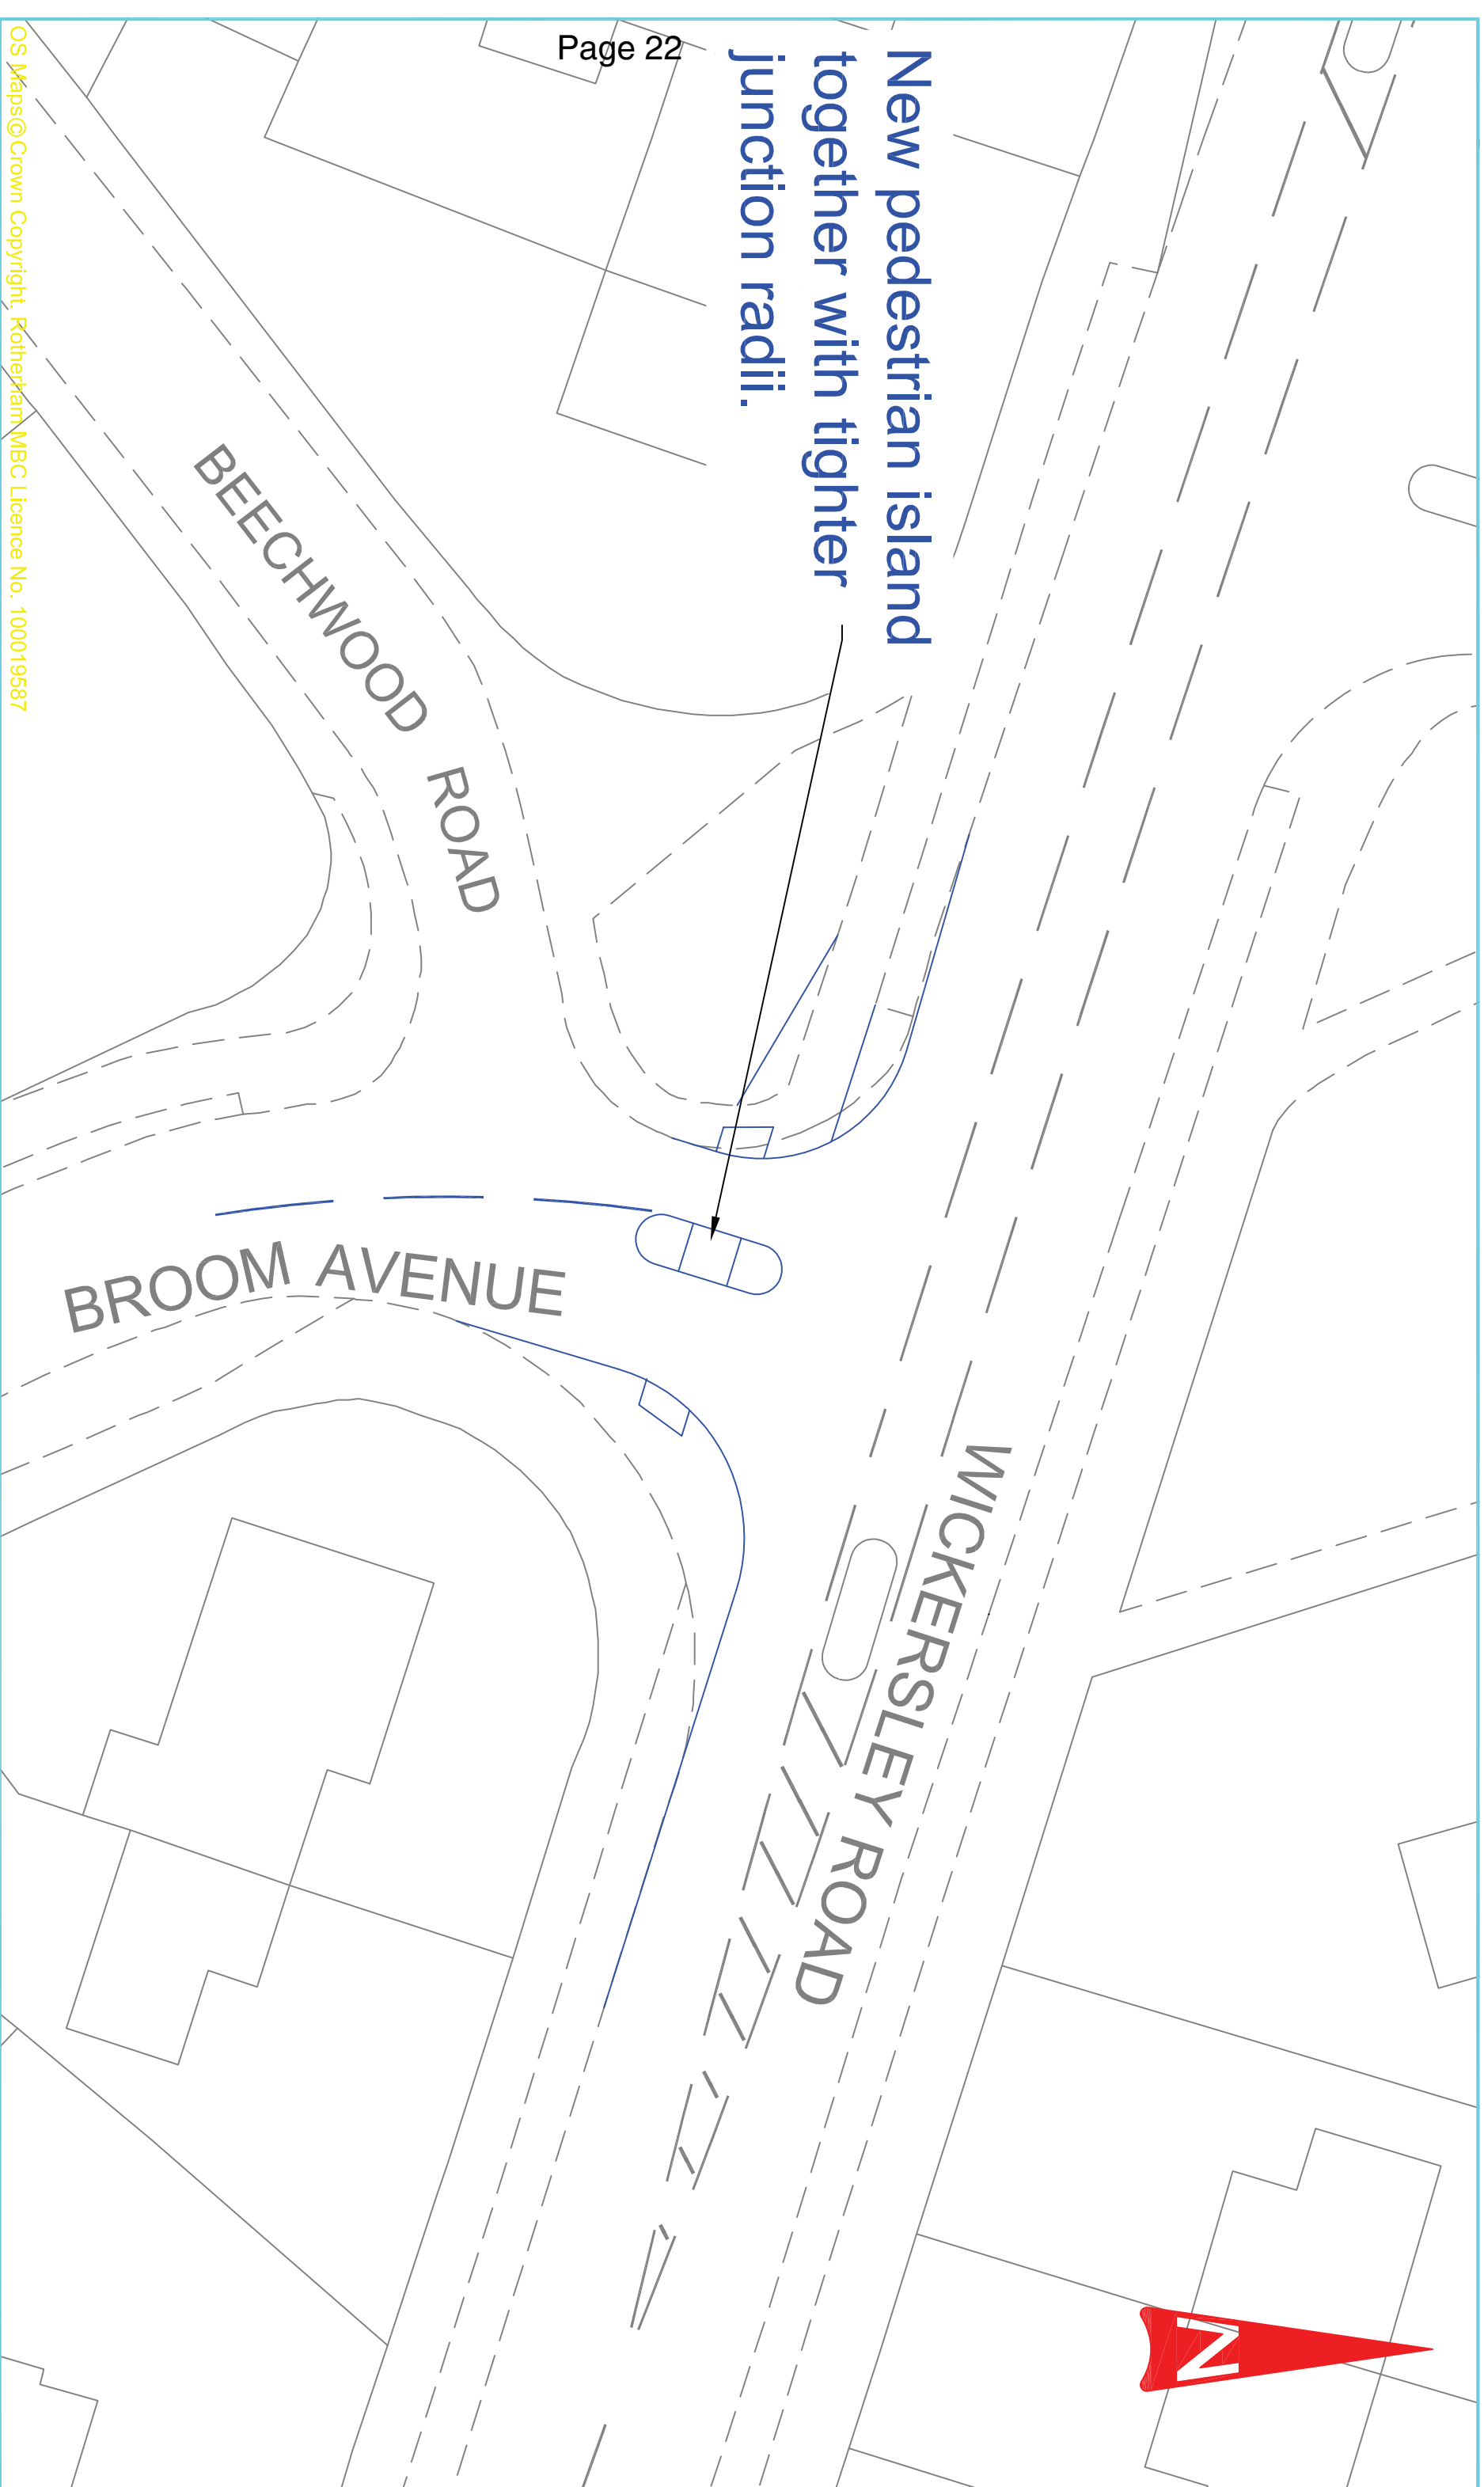 Page 22
New pedestrian island
together with tighter
junction radii.
BEECHWOOD ROAD
BROOM AVENUE
WICKERSLEY ROAD
N
OS Maps© Crown Copyright. Rotherham MBC Licence No. 100019587